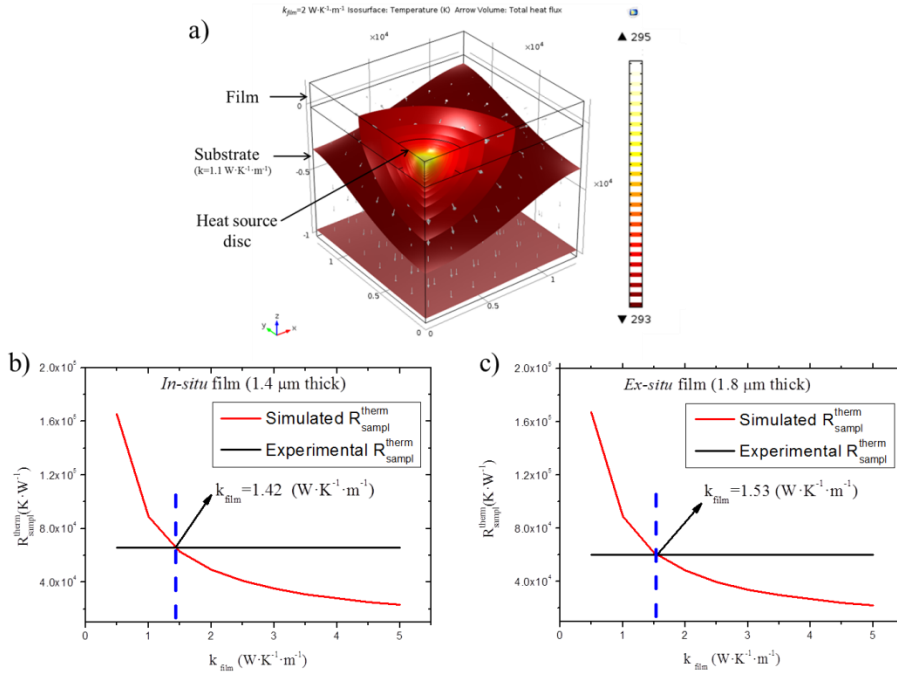 k_film=2 W·K⁻¹·m⁻¹ Isosurface: Temperature (K) Arrow Volume: Total heat flux
a)
▲ 295
×10⁴
×10⁴
Film
0
Substrate
(k=1.1 W·K⁻¹·m⁻¹)
-0.5
×10⁴
Heat source
disc
-1
1
1
0.5
0.5
0
0
▼ 293
z
y
x
b)
In-situ film (1.4 μm thick)
2.0x10⁵
1.6x10⁵
1.2x10⁵
8.0x10⁴
4.0x10⁴
R^therm_sampl (K·W⁻¹)
Simulated R^therm_sampl
Experimental R^therm_sampl
k_film=1.42 (W·K⁻¹·m⁻¹)
0 1 2 3 4 5
k_film (W·K⁻¹·m⁻¹)
c)
Ex-situ film (1.8 μm thick)
2.0x10⁵
1.6x10⁵
1.2x10⁵
8.0x10⁴
4.0x10⁴
R^therm_sampl (K·W⁻¹)
Simulated R^therm_sampl
Experimental R^therm_sampl
k_film=1.53 (W·K⁻¹·m⁻¹)
0 1 2 3 4 5
k_film (W·K⁻¹·m⁻¹)